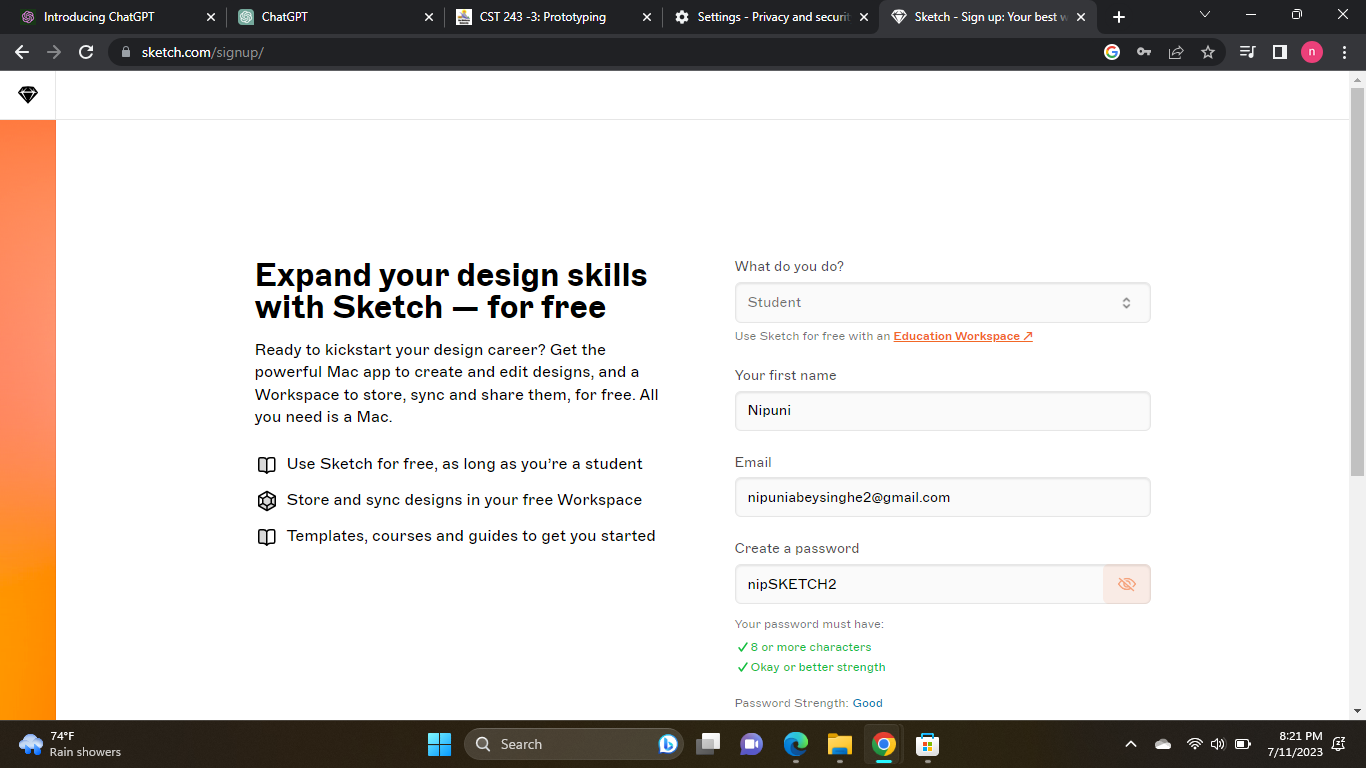 Introducing ChatGPT
ChatGPT
CST 243 -3: Prototyping
Settings - Privacy and securit
Sketch - Sign up: Your best w
sketch.com/signup/
n
Expand your design skills
with Sketch — for free
Ready to kickstart your design career? Get the
powerful Mac app to create and edit designs, and a
Workspace to store, sync and share them, for free. All
you need is a Mac.
Use Sketch for free, as long as you’re a student
Store and sync designs in your free Workspace
Templates, courses and guides to get you started
What do you do?
Student
Use Sketch for free with an Education Workspace ↗
Your first name
Nipuni
Email
nipuniabeysinghe2@gmail.com
Create a password
nipSKETCH2
Your password must have:
✓ 8 or more characters
✓ Okay or better strength
Password Strength: Good
74°F
Rain showers
Search
8:21 PM
7/11/2023